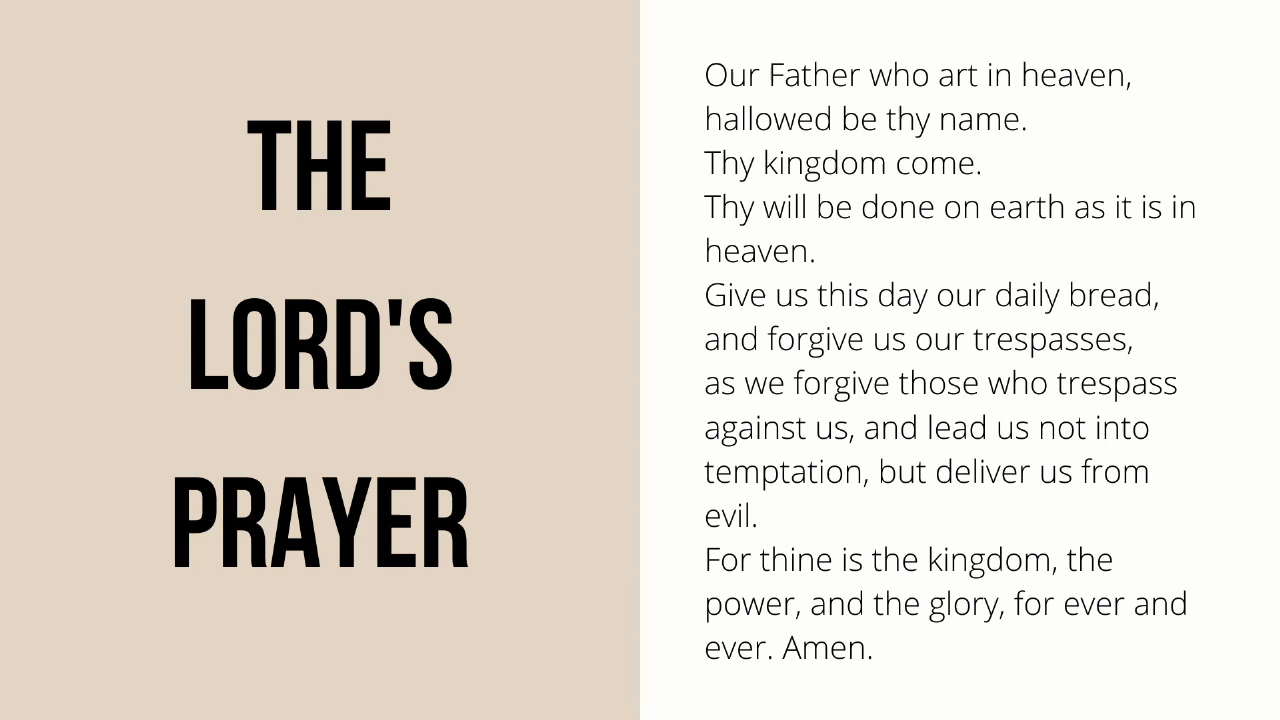 THE
LORD'S
PRAYER
Our Father who art in heaven,
hallowed be thy name.
Thy kingdom come.
Thy will be done on earth as it is in
heaven.
Give us this day our daily bread,
and forgive us our trespasses,
as we forgive those who trespass
against us, and lead us not into
temptation, but deliver us from
evil.
For thine is the kingdom, the
power, and the glory, for ever and
ever. Amen.